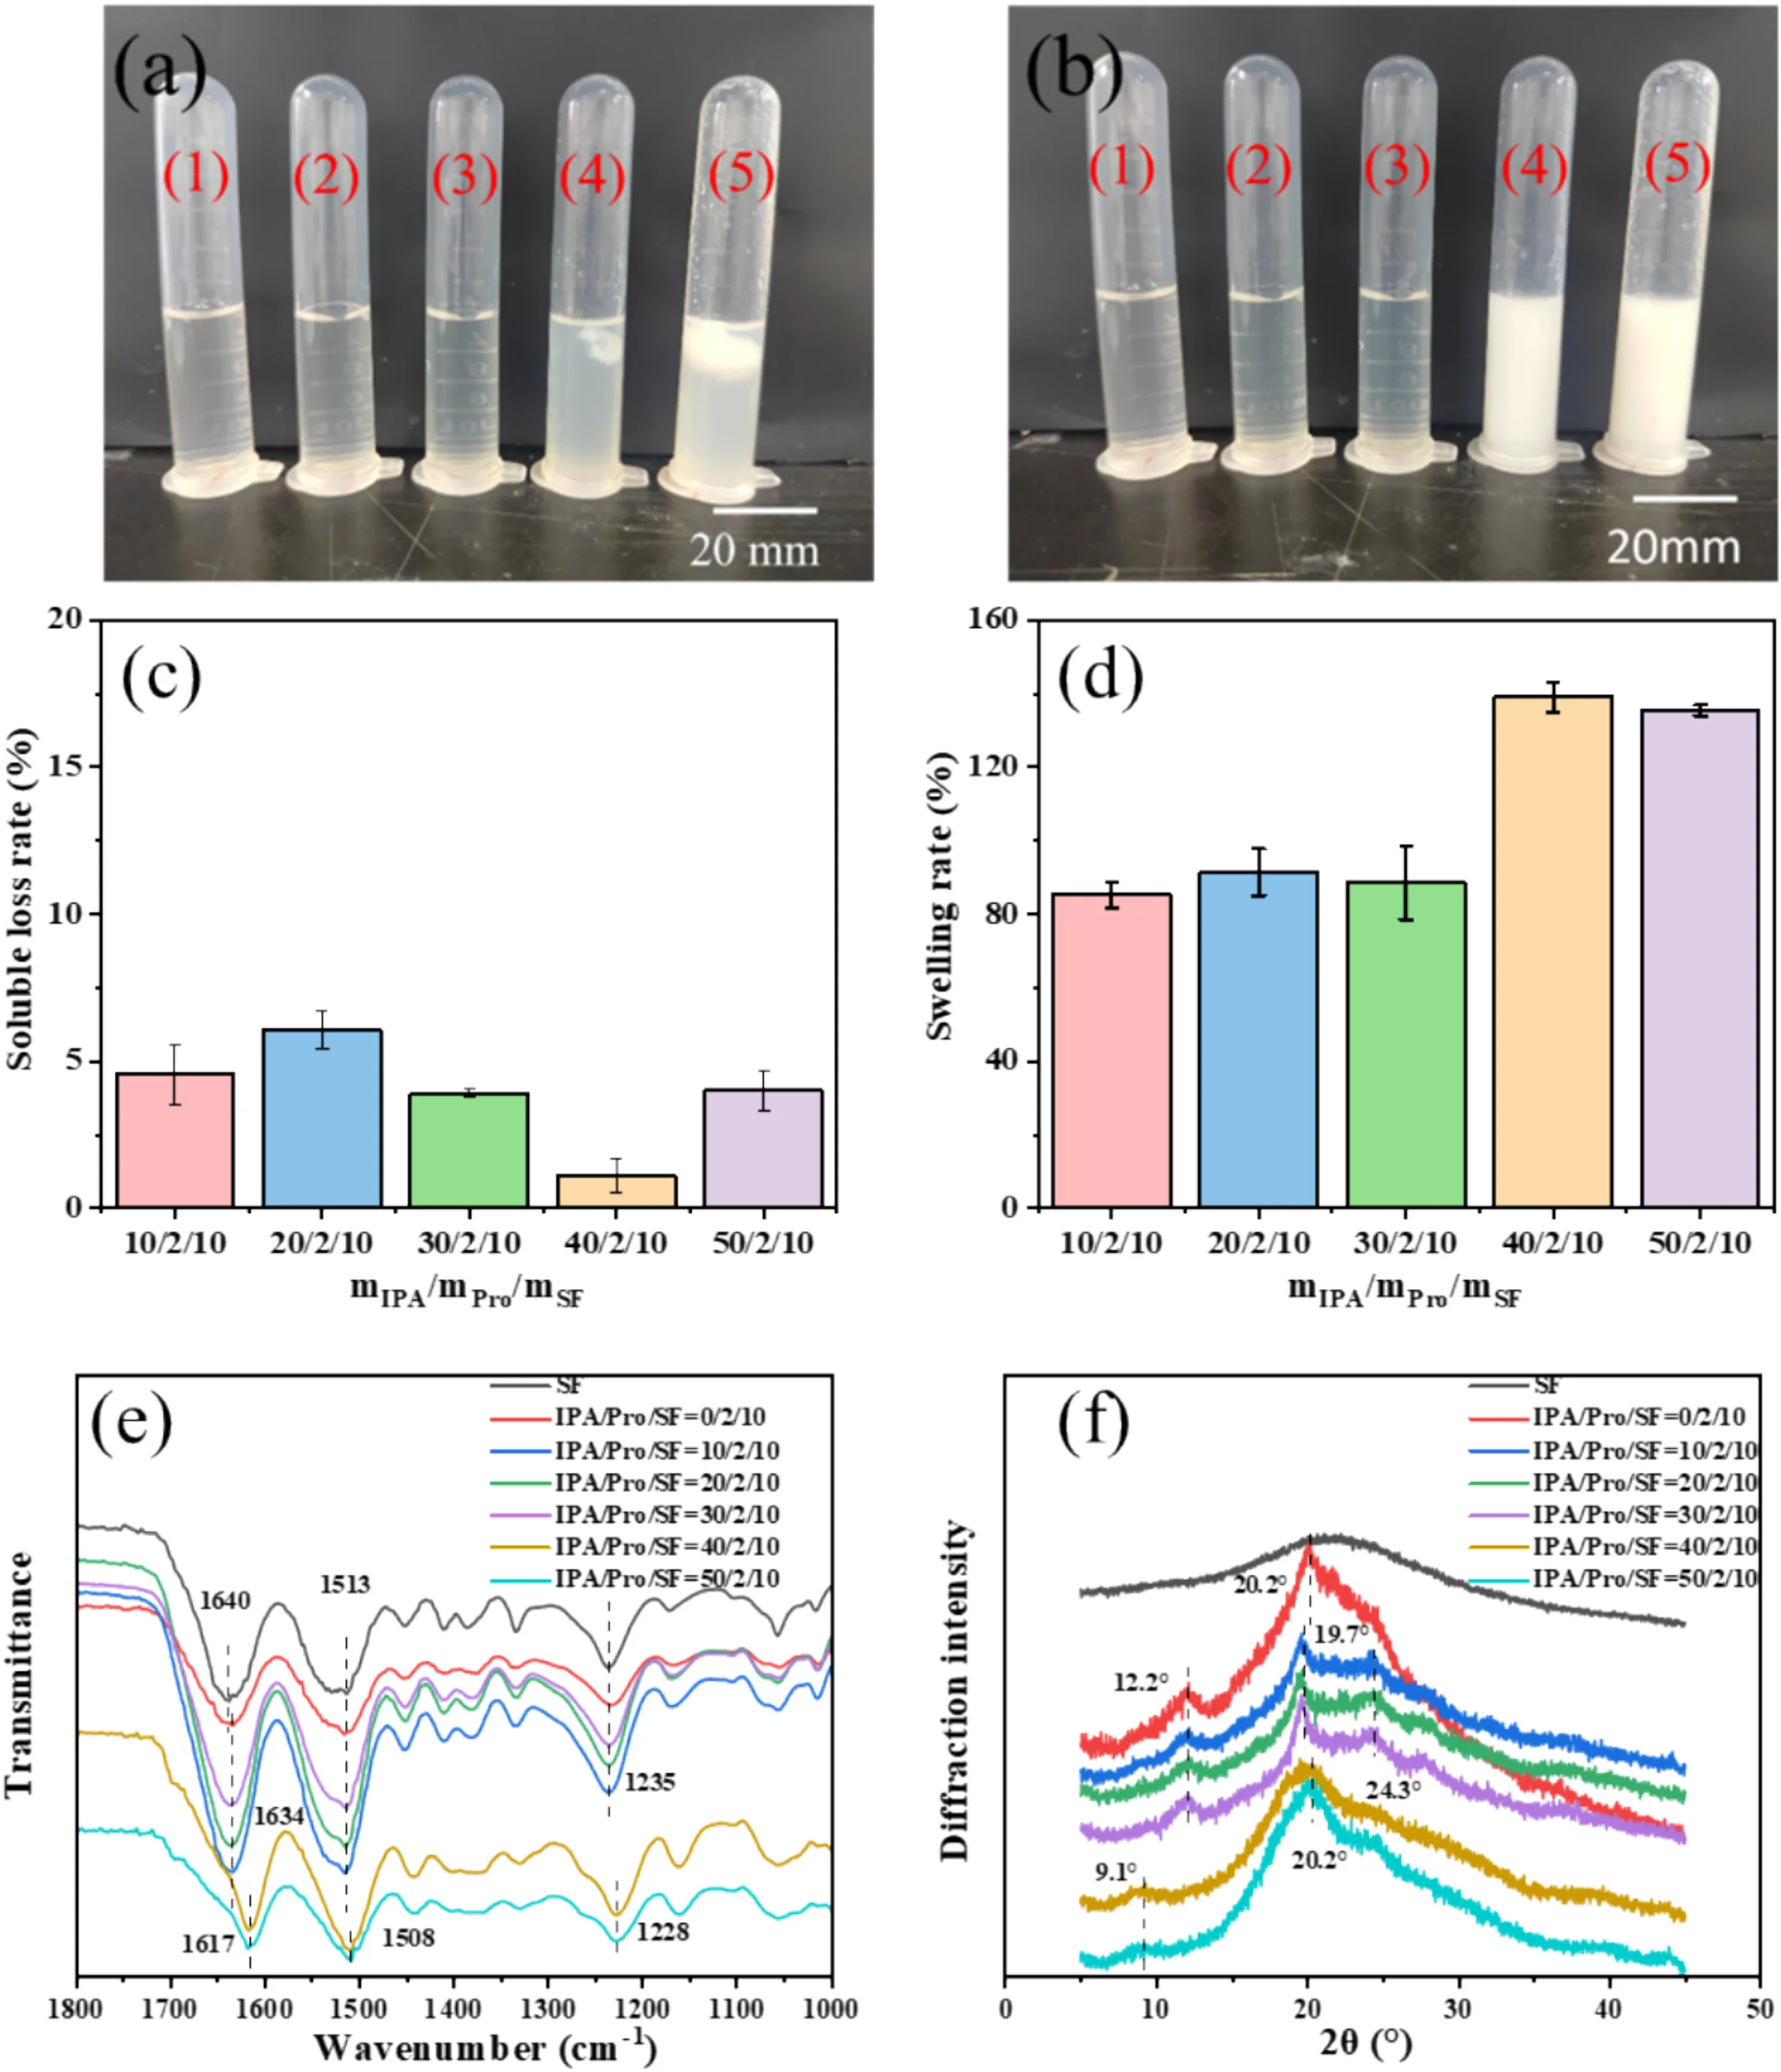 (a)
(1) (2) (3) (4) (5)
20 mm
(b)
(1) (2) (3) (4) (5)
20mm
(c)
Soluble loss rate (%)
20
15
10
5
0
10/2/10 20/2/10 30/2/10 40/2/10 50/2/10
mIPA/mPro/mSF
(d)
Swelling rate (%)
160
120
80
40
0
10/2/10 20/2/10 30/2/10 40/2/10 50/2/10
mIPA/mPro/mSF
(e)
SF
IPA/Pro/SF=0/2/10
IPA/Pro/SF=10/2/10
IPA/Pro/SF=20/2/10
IPA/Pro/SF=30/2/10
IPA/Pro/SF=40/2/10
IPA/Pro/SF=50/2/10
Transmittance
1640
1513
1235
1634
1617
1508
1228
1800 1700 1600 1500 1400 1300 1200 1100 1000
Wavenumber (cm-1)
(f)
SF
IPA/Pro/SF=0/2/10
IPA/Pro/SF=10/2/10
IPA/Pro/SF=20/2/10
IPA/Pro/SF=30/2/10
IPA/Pro/SF=40/2/10
IPA/Pro/SF=50/2/10
Diffraction intensity
20.2°
19.7°
12.2°
24.3°
9.1°
20.2°
0 10 20 30 40 50
2θ (°)